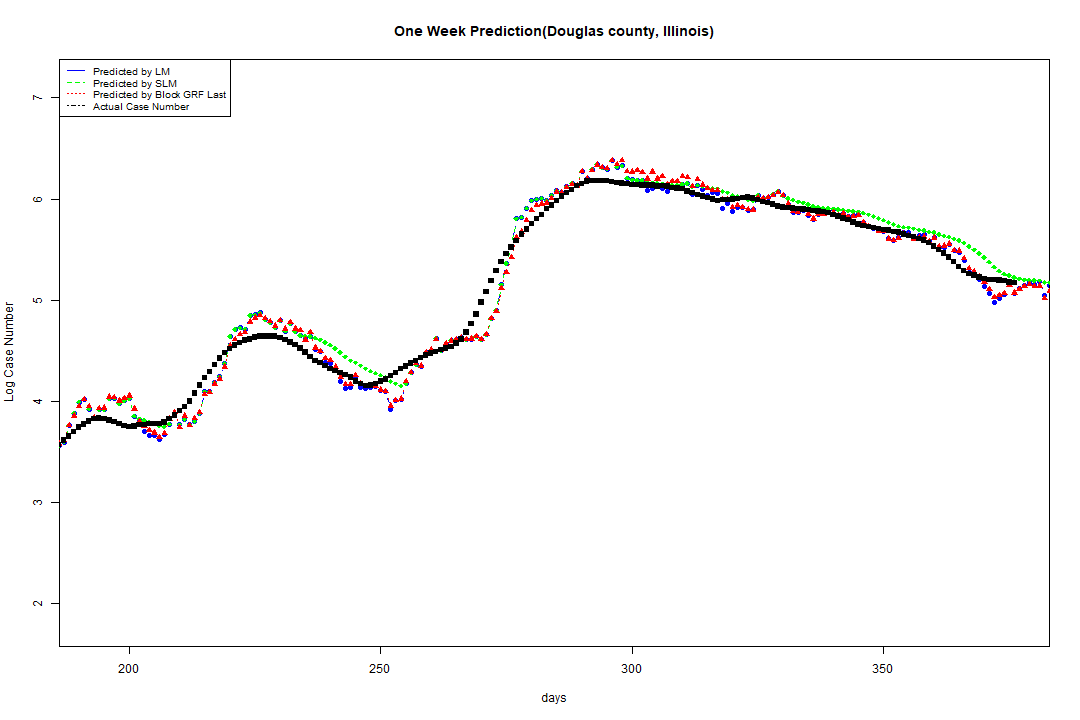 One Week Prediction(Douglas county, Illinois)
Predicted by LM
Predicted by SLM
Predicted by Block GRF Last
Actual Case Number
7
6
5
4
3
2
Log Case Number
200 250 300 350
days